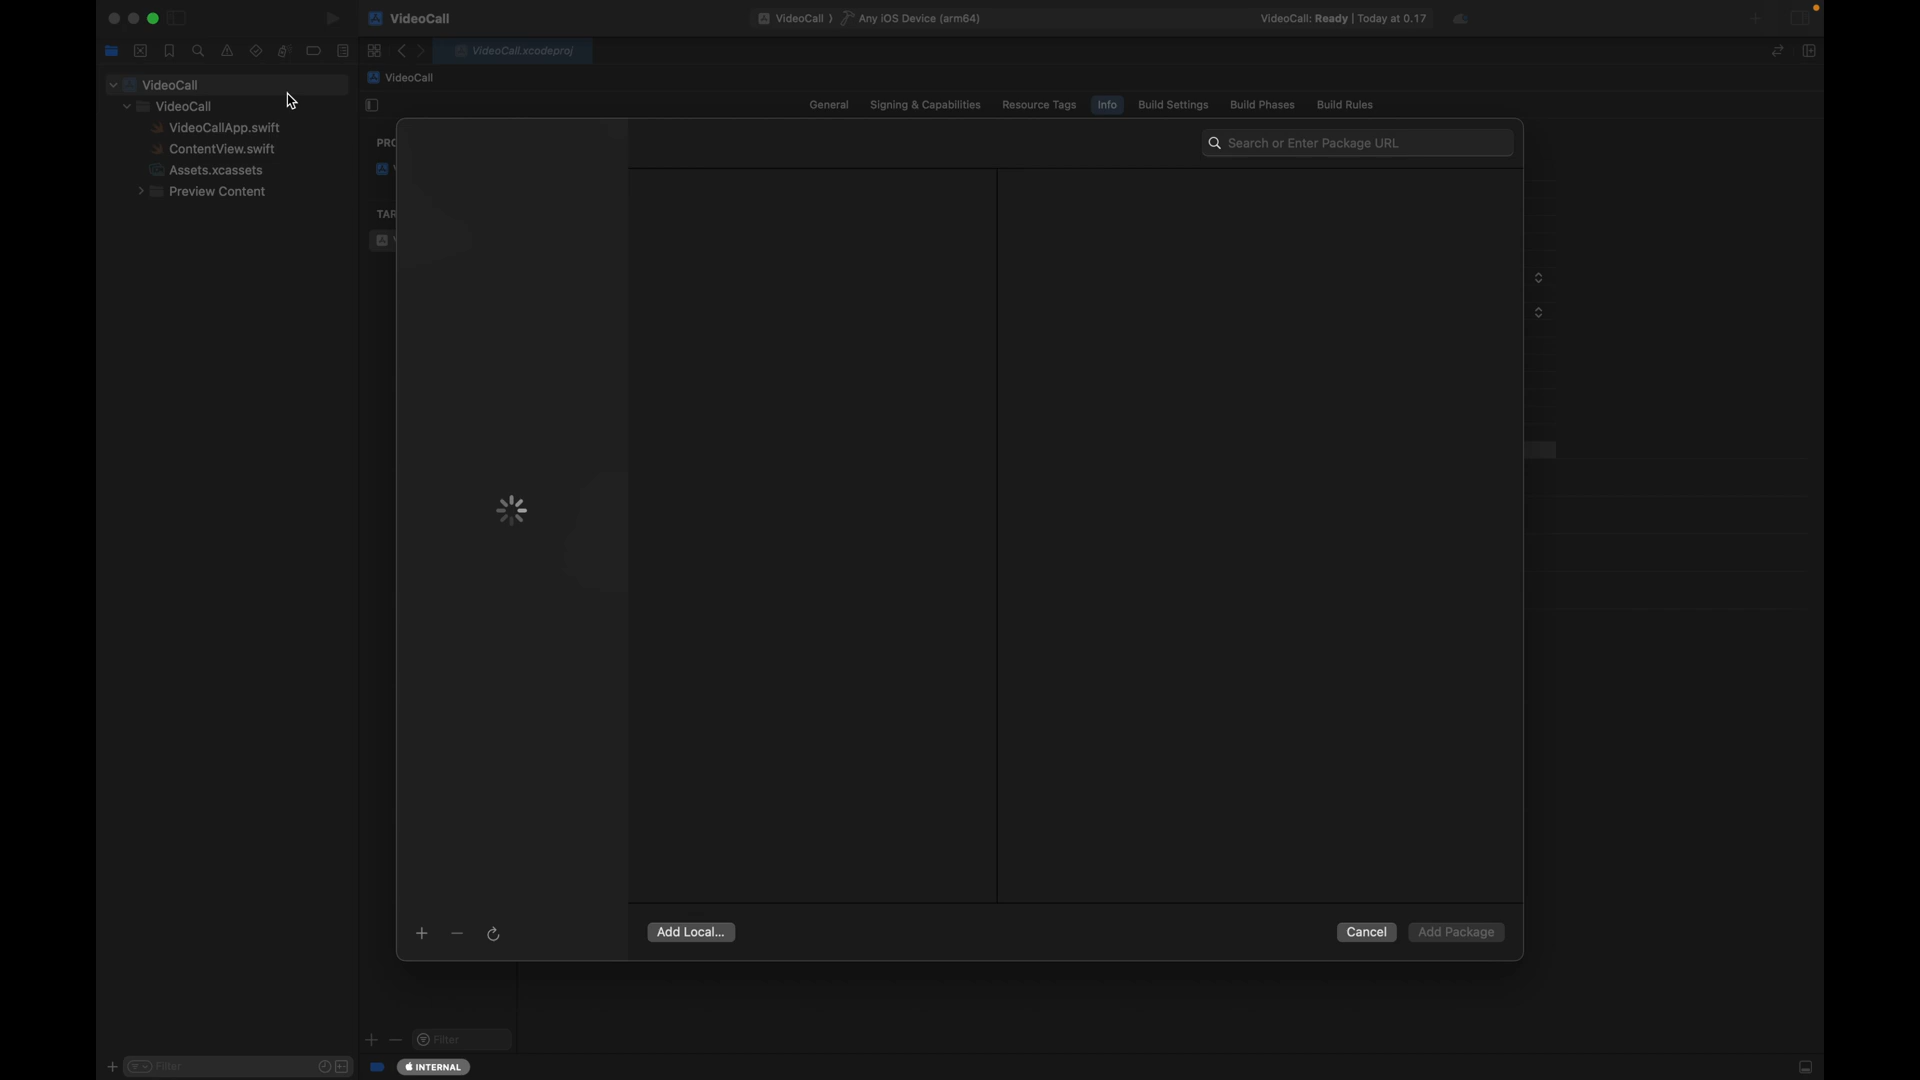 VideoCall
VideoCall ⟩ Any iOS Device (arm64)
VideoCall: Ready | Today at 0.17
VideoCall.xcodeproj
VideoCall
VideoCall
VideoCall
VideoCallApp.swift
ContentView.swift
Assets.xcassets
Preview Content
General
Signing & Capabilities
Resource Tags
Info
Build Settings
Build Phases
Build Rules
PRO
TAR
Search or Enter Package URL
Add Local...
Cancel
Add Package
Filter
Filter
INTERNAL